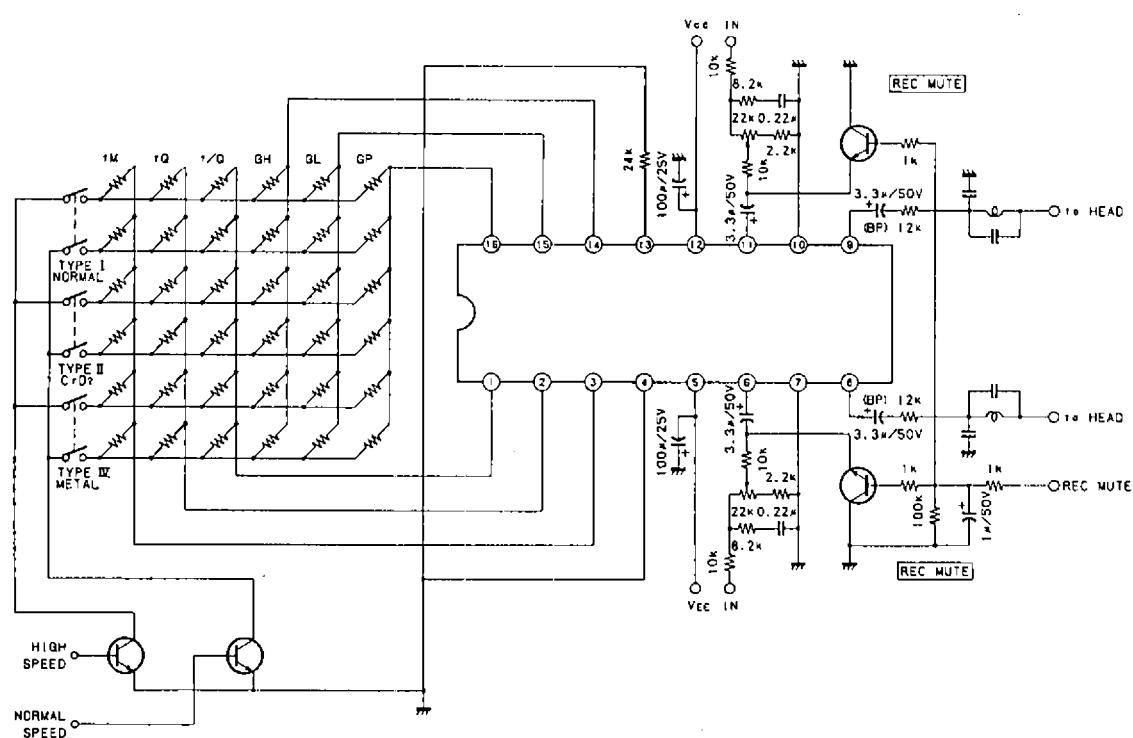 Vcc IN
10K
8.2K
22K 0.22μ
2.2K
10K
3.3μ/50V
100μ/25V
24K
REC MUTE
1K
3.3μ/50V
(BP) 12K
to HEAD
fM fQ f/Q GH GL GP
TYPE I
NORMAL
TYPE II
CrO2
TYPE IV
METAL
16 15 14 13 12 11 10 9
1 2 3 4 5 6 7 8
(BP) 12K
3.3μ/50V
to HEAD
3.3μ/50V
100μ/25V
10K
2.2K
22K 0.22μ
8.2K
10K
VEE IN
1K
1K
REC MUTE
100K
1μ/50V
REC MUTE
HIGH
SPEED
NORMAL
SPEED